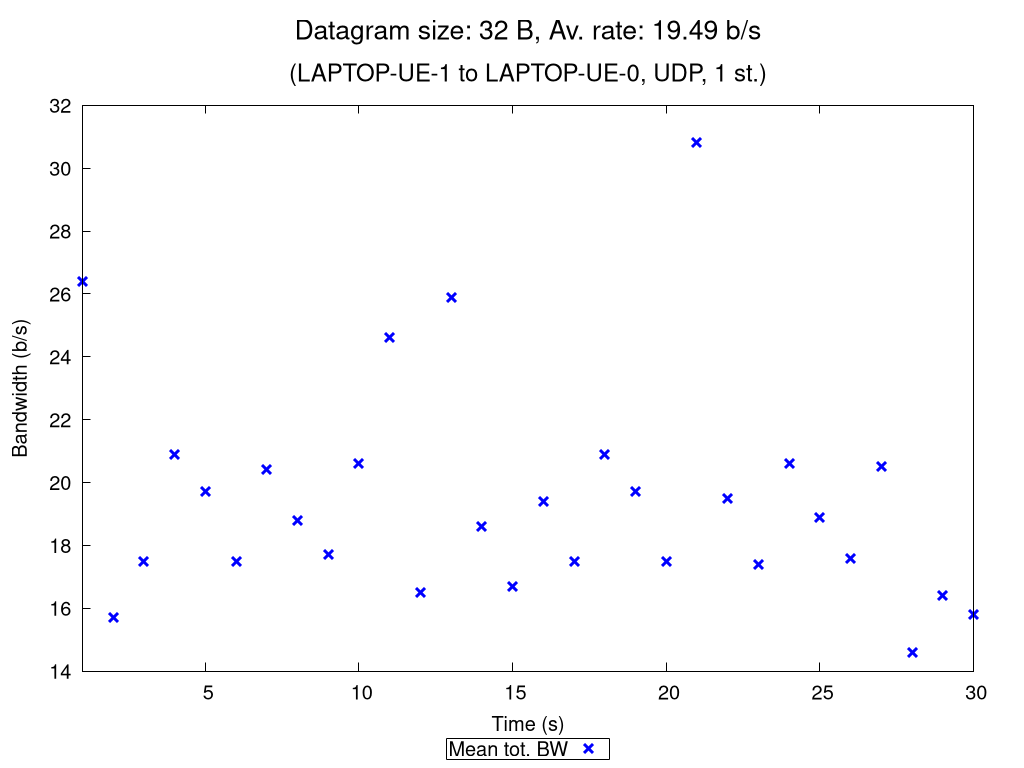 Datagram size: 32 B, Av. rate: 19.49 b/s
(LAPTOP-UE-1 to LAPTOP-UE-0, UDP, 1 st.)
32
30
28
26
24
22
20
18
16
14
Bandwidth (b/s)
5 10 15 20 25 30
Time (s)
Mean tot. BW